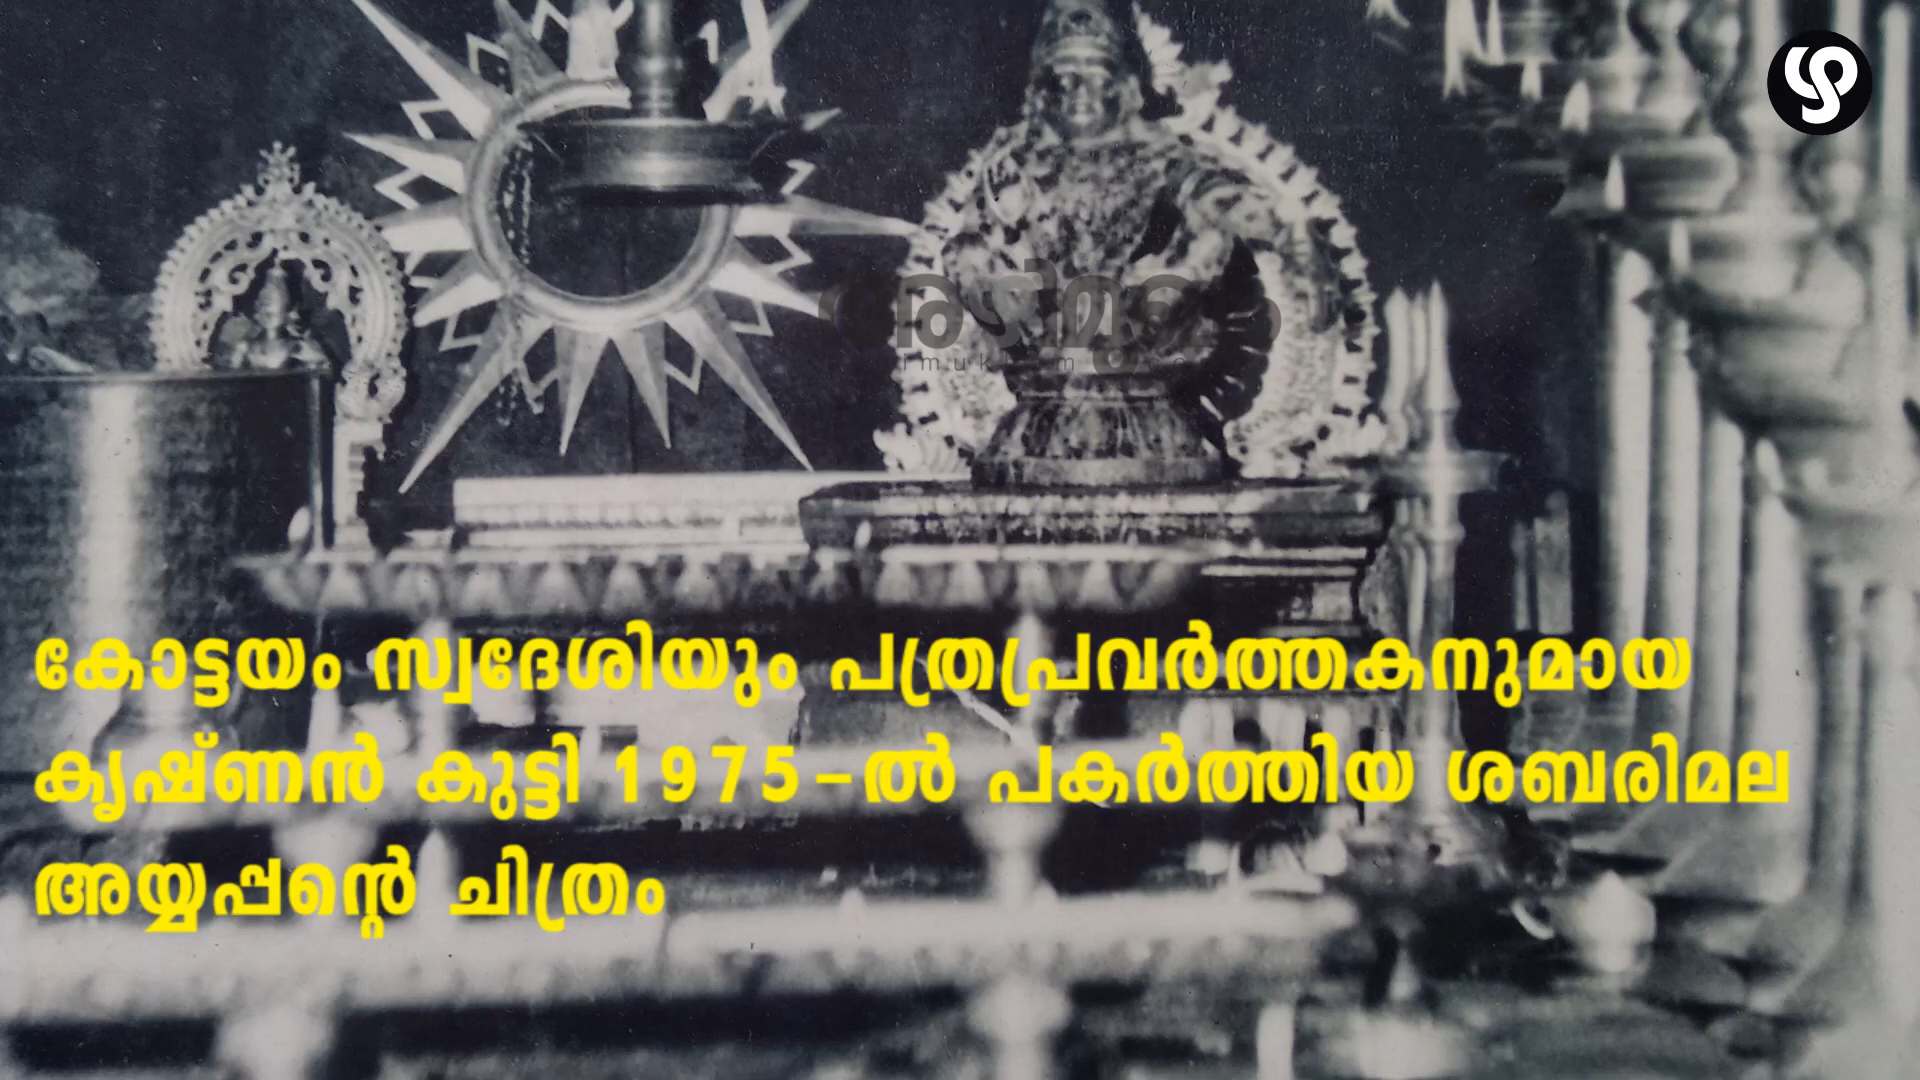 കോട്ടയം സ്വദേശിയും പത്രപ്രവർത്തകനുമായ
കൃഷ്ണൻ കുട്ടി 1975-ൽ പകർത്തിയ ശബരിമല
അയ്യപ്പന്റെ ചിത്രം